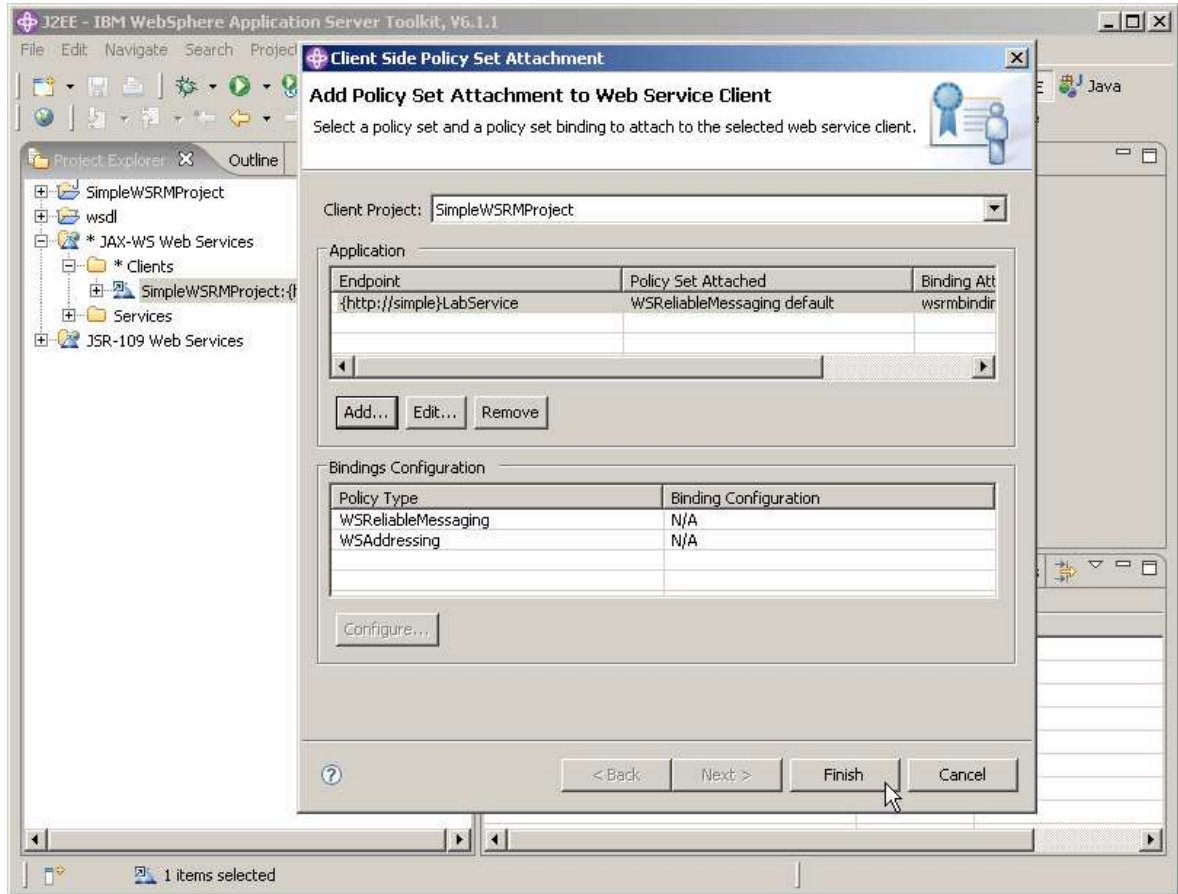 J2EE - IBM WebSphere Application Server Toolkit, V6.1.1
File Edit Navigate Search Project
Java
Project Explorer Outline
SimpleWSRMProject
wsdl
* JAX-WS Web Services
* Clients
SimpleWSRMProject:{
Services
JSR-109 Web Services
1 items selected
Client Side Policy Set Attachment
Add Policy Set Attachment to Web Service Client
Select a policy set and a policy set binding to attach to the selected web service client.
Client Project: SimpleWSRMProject
Application
Endpoint Policy Set Attached Binding Att
{http://simple}LabService WSReliableMessaging default wsrmbindin
Add... Edit... Remove
Bindings Configuration
Policy Type Binding Configuration
WSReliableMessaging N/A
WSAddressing N/A
Configure...
< Back Next > Finish Cancel